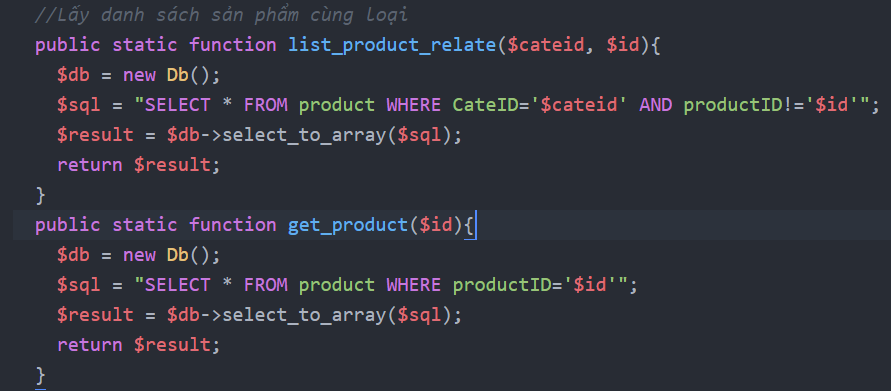 //Lấy danh sách sản phẩm cùng loại
public static function list_product_relate($cateid, $id){
$db = new Db();
$sql = "SELECT * FROM product WHERE CateID='$cateid' AND productID!='$id'";
$result = $db->select_to_array($sql);
return $result;
}
public static function get_product($id){
$db = new Db();
$sql = "SELECT * FROM product WHERE productID='$id'";
$result = $db->select_to_array($sql);
return $result;
}